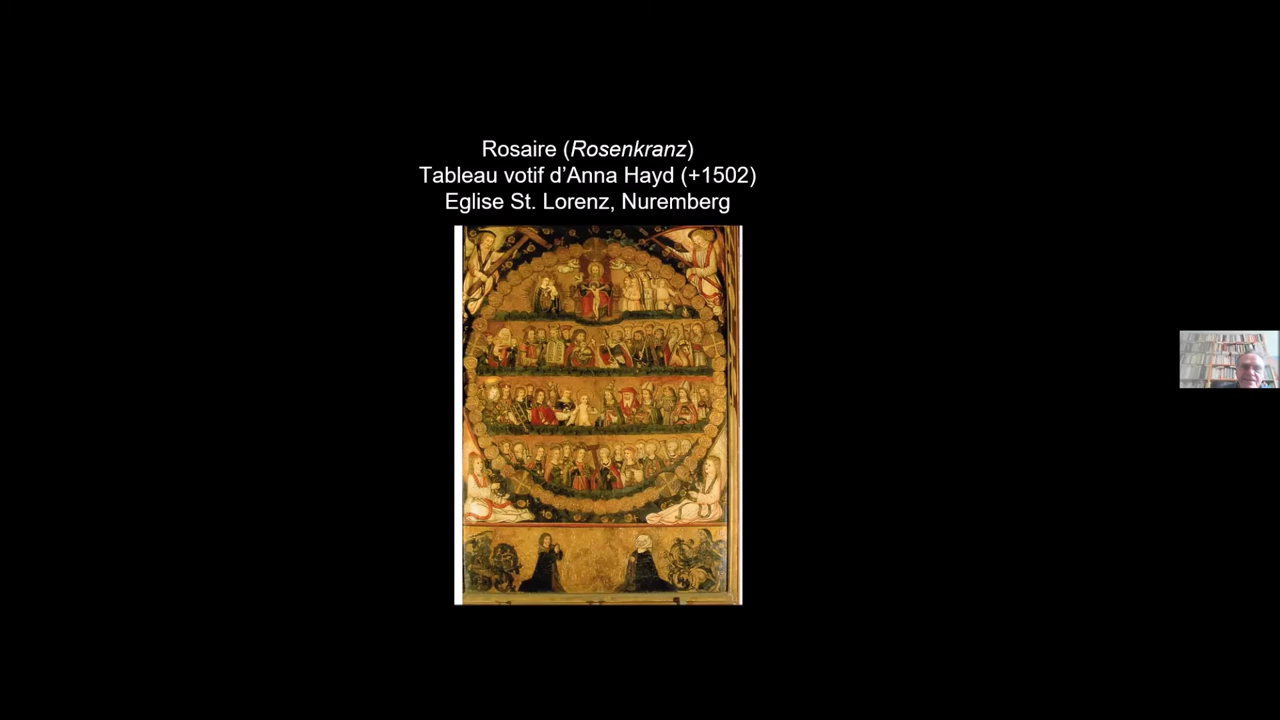 Rosaire (Rosenkranz)
Tableau votif d’Anna Hayd (+1502)
Eglise St. Lorenz, Nuremberg